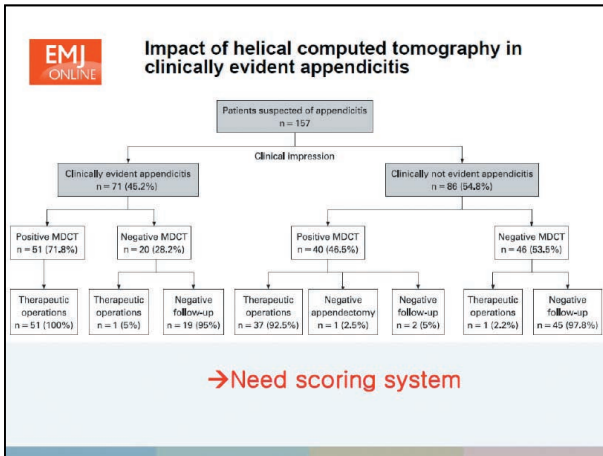 EMJ
ONLINE
Impact of helical computed tomography in
clinically evident appendicitis
Patients suspected of appendicitis
n = 157
Clinical impression
Clinically evident appendicitis
n = 71 (45.2%)
Clinically not evident appendicitis
n = 86 (54.8%)
Positive MDCT
n = 51 (71.8%)
Negative MDCT
n = 20 (28.2%)
Positive MDCT
n = 40 (46.5%)
Negative MDCT
n = 46 (53.5%)
Therapeutic
operations
n = 51 (100%)
Therapeutic
operations
n = 1 (5%)
Negative
follow-up
n = 19 (95%)
Therapeutic
operations
n = 37 (92.5%)
Negative
appendectomy
n = 1 (2.5%)
Negative
follow-up
n = 2 (5%)
Therapeutic
operations
n = 1 (2.2%)
Negative
follow-up
n = 45 (97.8%)
→Need scoring system